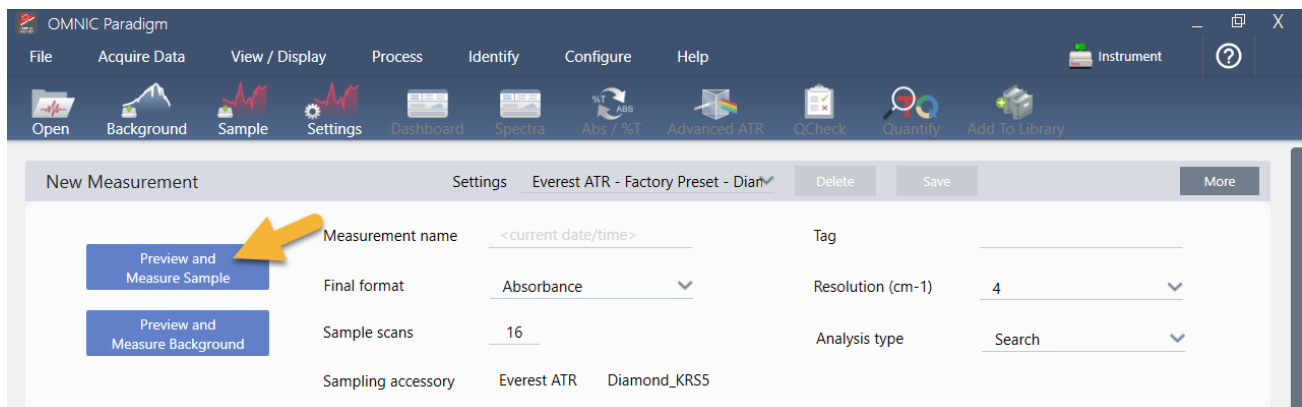 OMNIC Paradigm
File Acquire Data View / Display Process Identify Configure Help Instrument
Open Background Sample Settings Dashboard Spectra Abs / %T Advanced ATR QCheck Quantify Add To Library
%T ABS
New Measurement Settings Everest ATR - Factory Preset - Diam Delete Save More
Preview and
Measure Sample
Measurement name <current date/time> Tag
Final format Absorbance Resolution (cm-1) 4
Preview and
Measure Background
Sample scans 16 Analysis type Search
Sampling accessory Everest ATR Diamond_KRS5